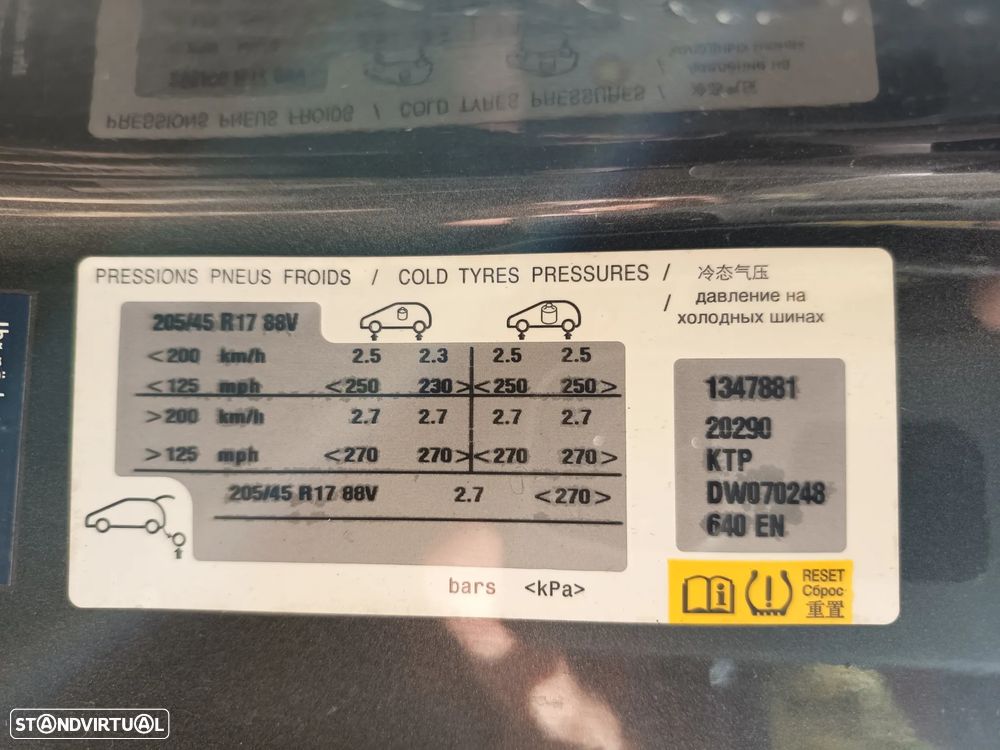 PRESSIONS PNEUS FROIDS / COLD TYRES PRESSURES / 冷态气压
/ давление на
холодных шинах
205/45 R17 88V
<200 km/h 2.5 2.3 2.5 2.5
<125 mph <250 230> <250 250>
>200 km/h 2.7 2.7 2.7 2.7
>125 mph <270 270> <270 270>
205/45 R17 88V 2.7 <270>
bars <kPa>
1347881
20290
KTP
DW070248
640 EN
RESET
Сброс
重置
STANDVIRTUAL